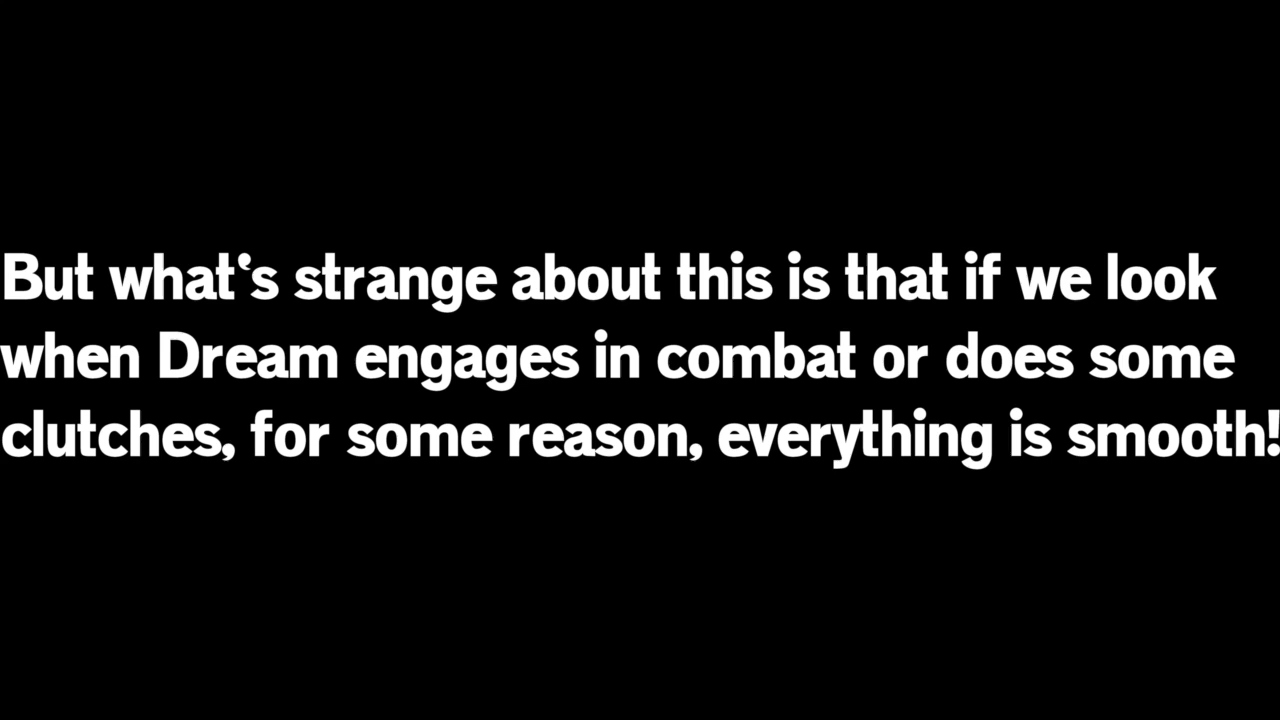 But what‛s strange about this is that if we look
when Dream engages in combat or does some
clutches, for some reason, everything is smooth!